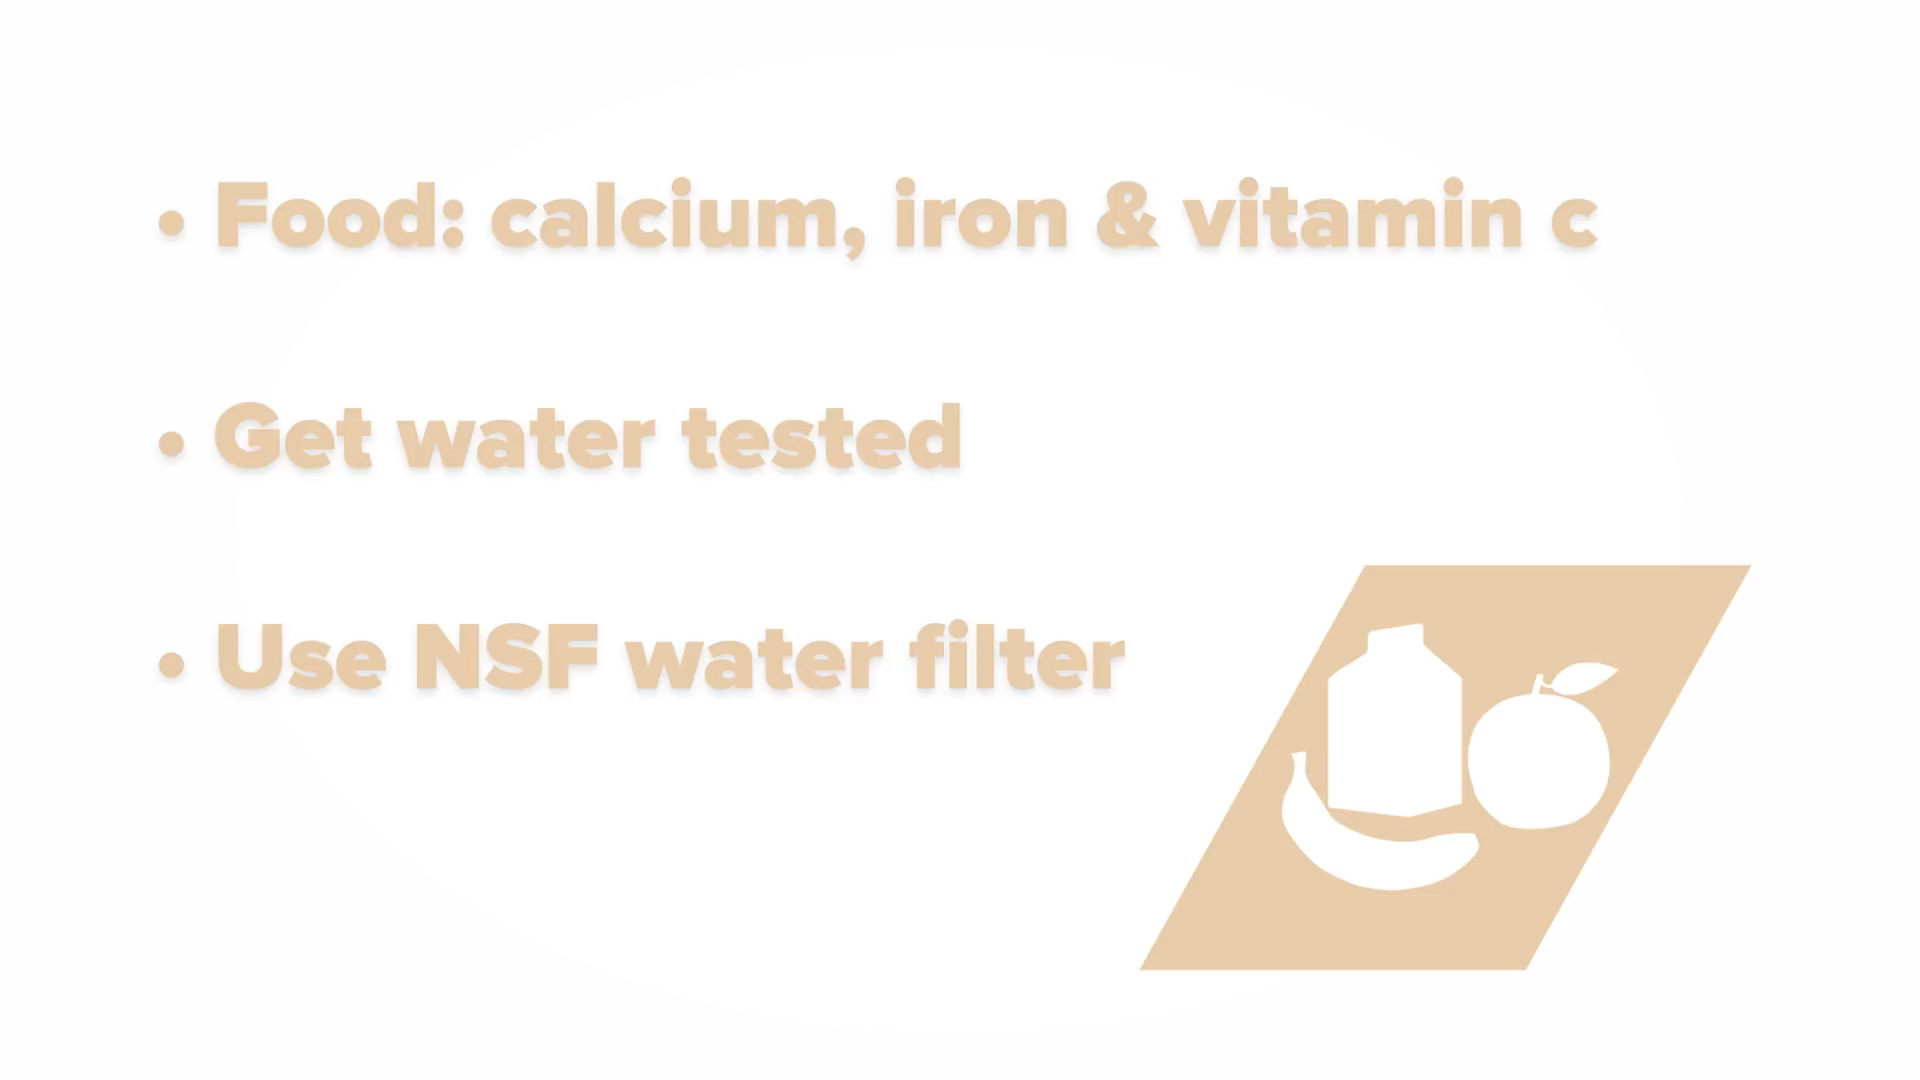 • Food: calcium, iron & vitamin c
• Get water tested
• Use NSF water filter